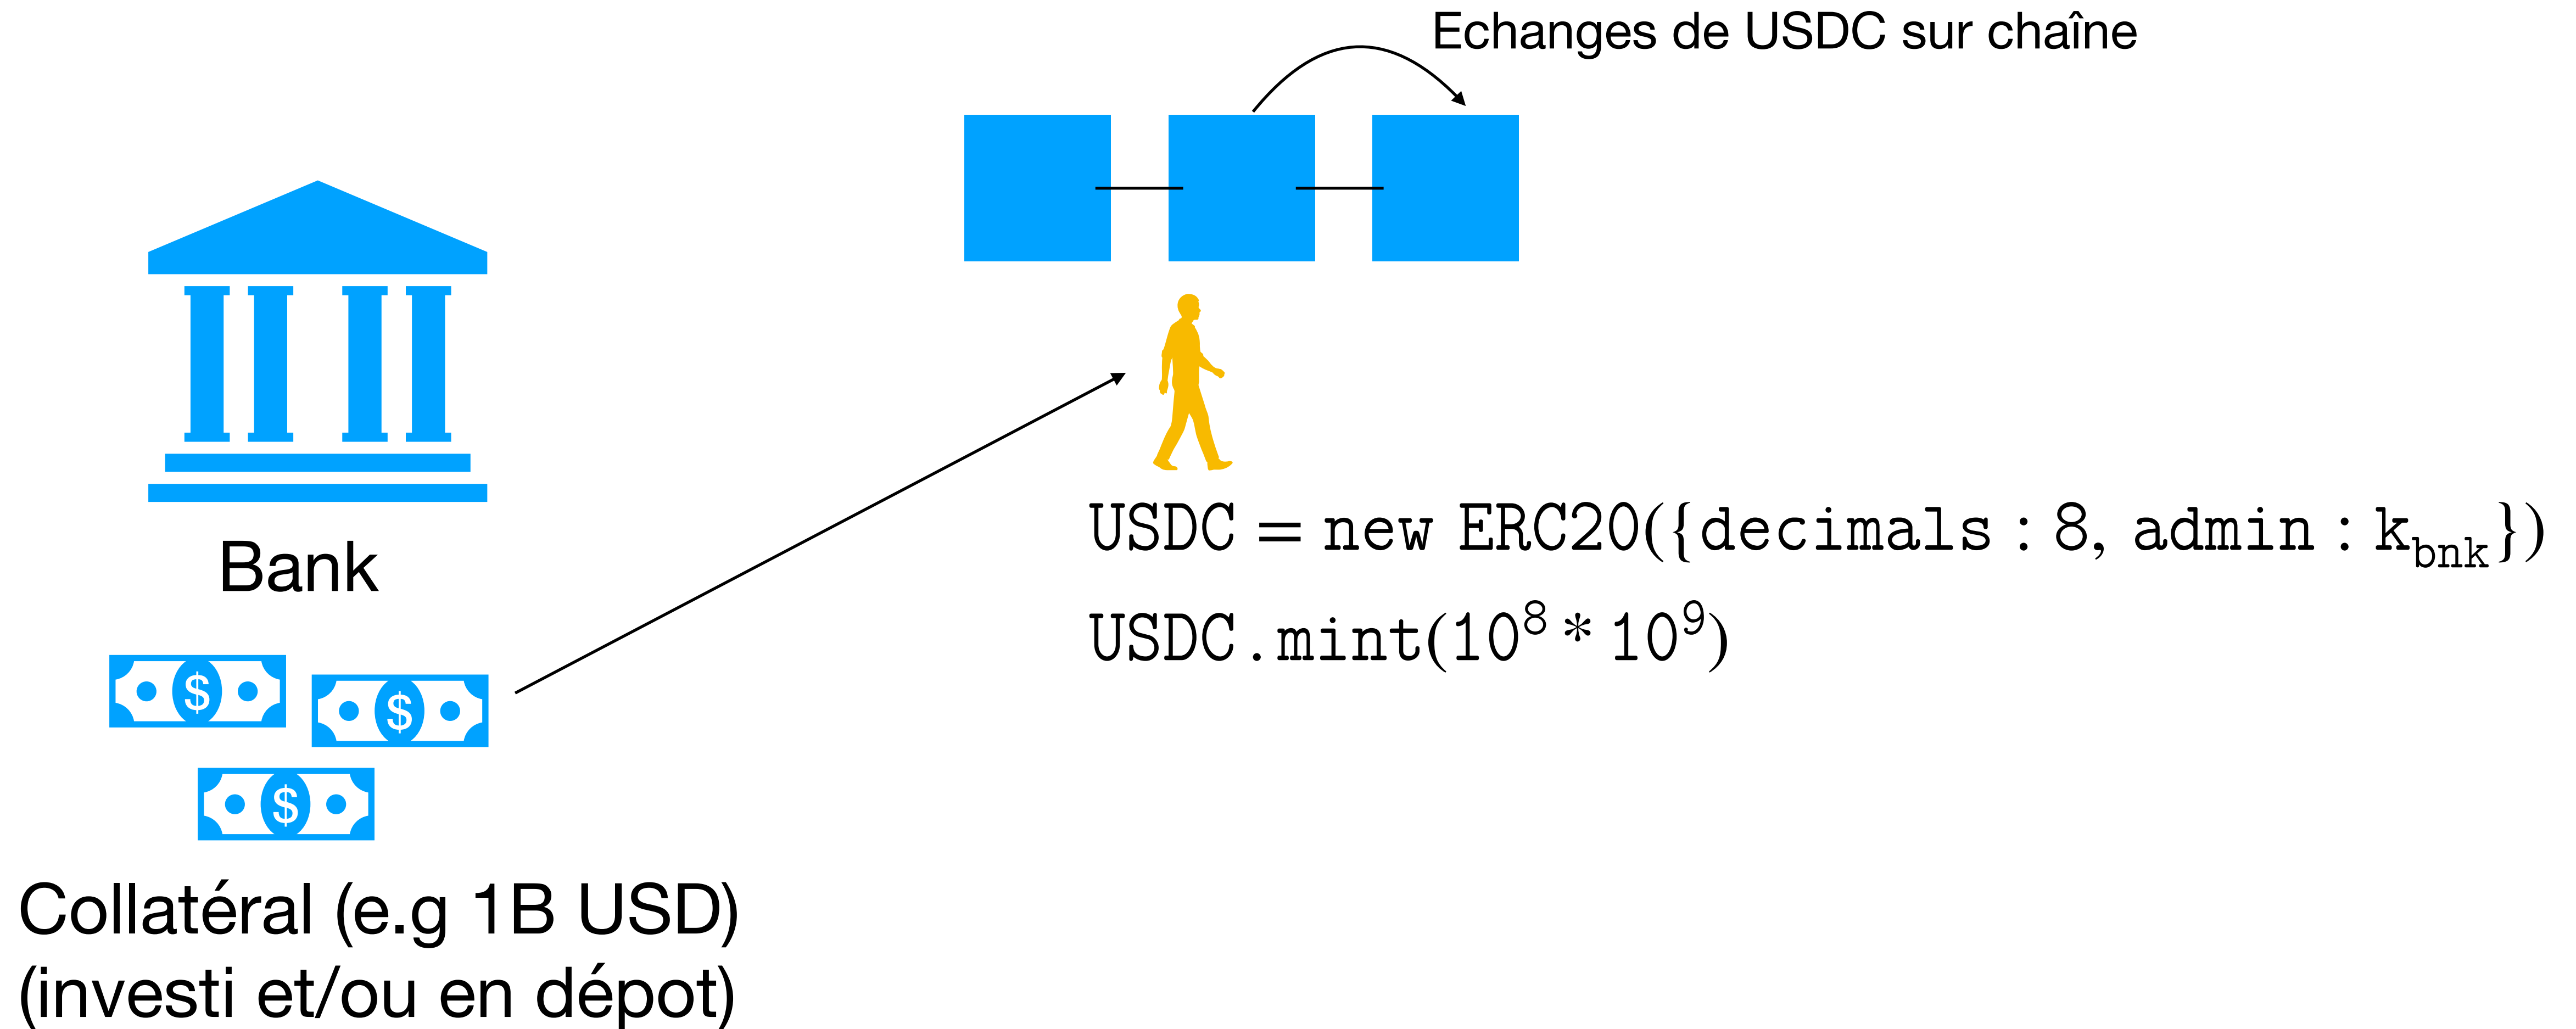 Echanges de USDC sur chaîne
Bank
USDC = new ERC20({decimals : 8, admin : k_bnk})
USDC.mint(10^8 * 10^9)
$ $
$
Collatéral (e.g 1B USD)
(investi et/ou en dépot)